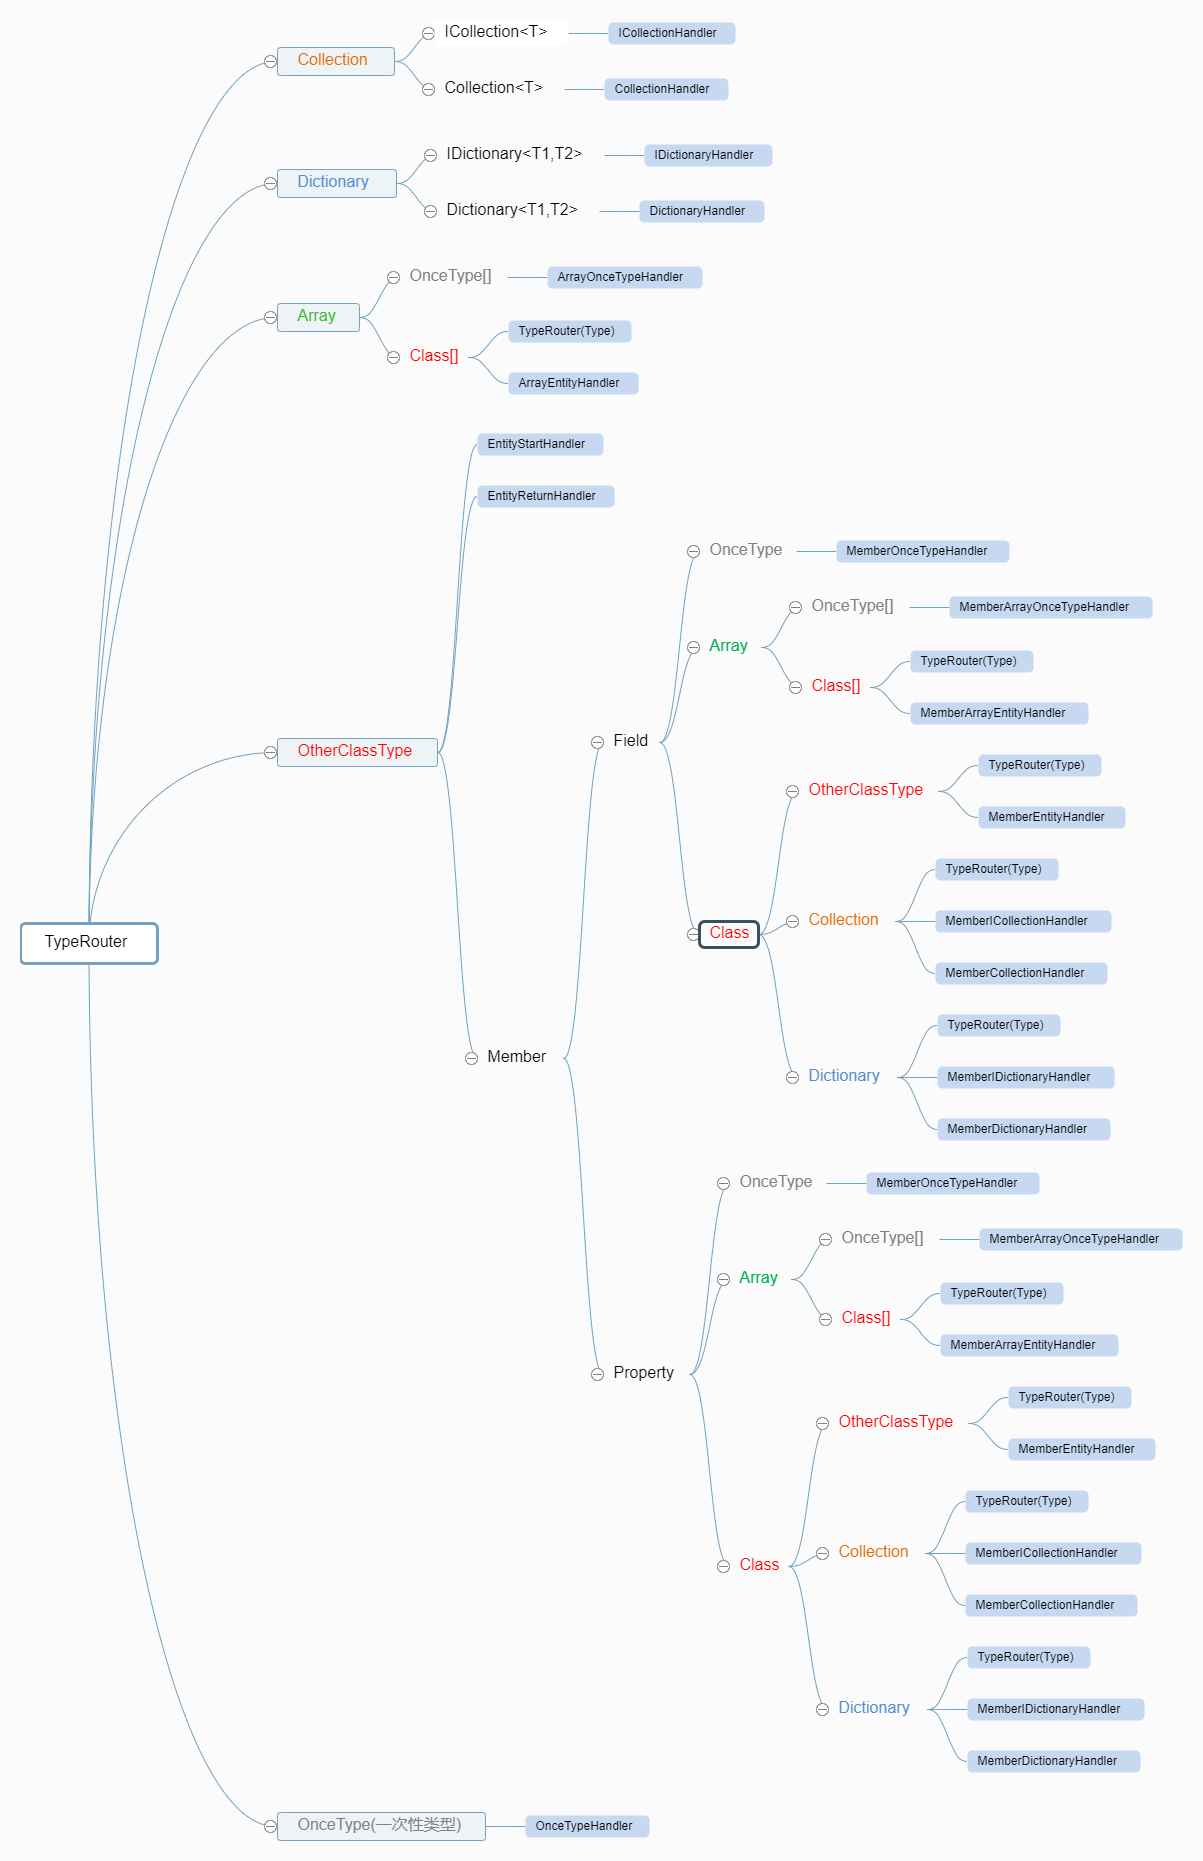 ICollection<T>
ICollectionHandler
Collection
Collection<T>
CollectionHandler
IDictionary<T1,T2>
IDictionaryHandler
Dictionary
Dictionary<T1,T2>
DictionaryHandler
OnceType[]
ArrayOnceTypeHandler
Array
TypeRouter(Type)
Class[]
ArrayEntityHandler
EntityStartHandler
EntityReturnHandler
OnceType
MemberOnceTypeHandler
OnceType[]
MemberArrayOnceTypeHandler
Array
TypeRouter(Type)
Class[]
MemberArrayEntityHandler
Field
OtherClassType
TypeRouter(Type)
OtherClassType
MemberEntityHandler
TypeRouter(Type)
Collection
MemberICollectionHandler
Class
TypeRouter
MemberCollectionHandler
TypeRouter(Type)
Member
Dictionary
MemberIDictionaryHandler
MemberDictionaryHandler
OnceType
MemberOnceTypeHandler
OnceType[]
MemberArrayOnceTypeHandler
Array
TypeRouter(Type)
Class[]
MemberArrayEntityHandler
Property
TypeRouter(Type)
OtherClassType
MemberEntityHandler
TypeRouter(Type)
Collection
MemberICollectionHandler
Class
MemberCollectionHandler
TypeRouter(Type)
Dictionary
MemberIDictionaryHandler
MemberDictionaryHandler
OnceType(一次性类型)
OnceTypeHandler